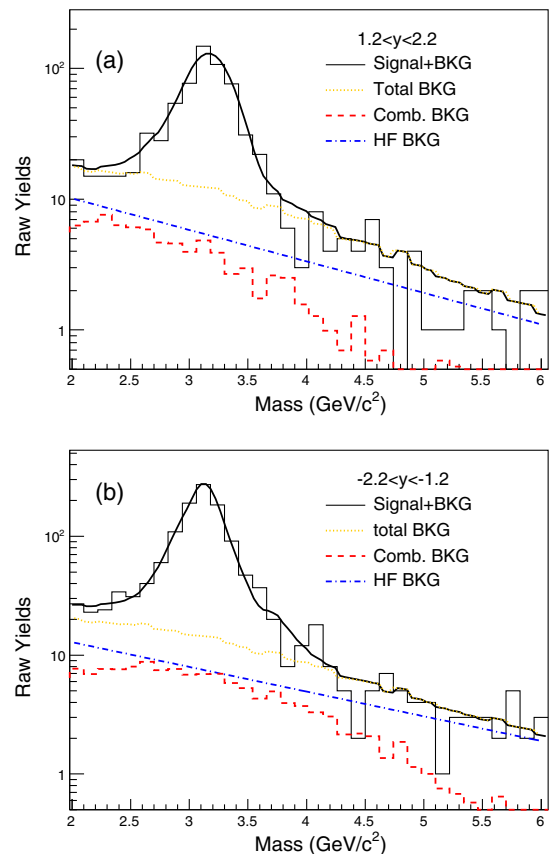 (a)
1.2<y<2.2
Signal+BKG
Total BKG
Comb. BKG
HF BKG
Raw Yields
10²
10
1
2 2.5 3 3.5 4 4.5 5 5.5 6
Mass (GeV/c²)
(b)
-2.2<y<-1.2
Signal+BKG
total BKG
Comb. BKG
HF BKG
Raw Yields
10²
10
1
2 2.5 3 3.5 4 4.5 5 5.5 6
Mass (GeV/c²)